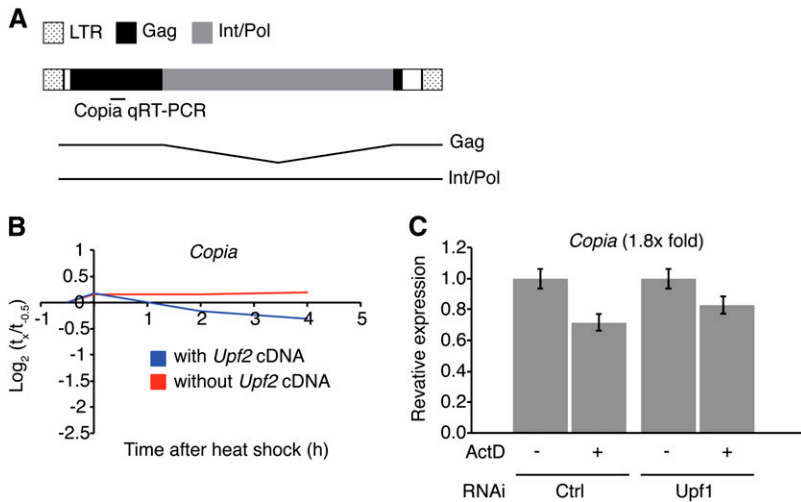 A
LTR Gag Int/Pol
Copia qRT-PCR
Gag
Int/Pol
B
Copia
1
0.5
0
-0.5
-1
-1.5
-2
-2.5
-1 1 2 3 4 5
Log2 (tx/t-0.5)
with Upf2 cDNA
without Upf2 cDNA
Time after heat shock (h)
C
Copia (1.8x fold)
1.2
1.0
0.8
0.6
0.4
0.2
0
Revative expression
ActD - + - +
RNAi Ctrl Upf1